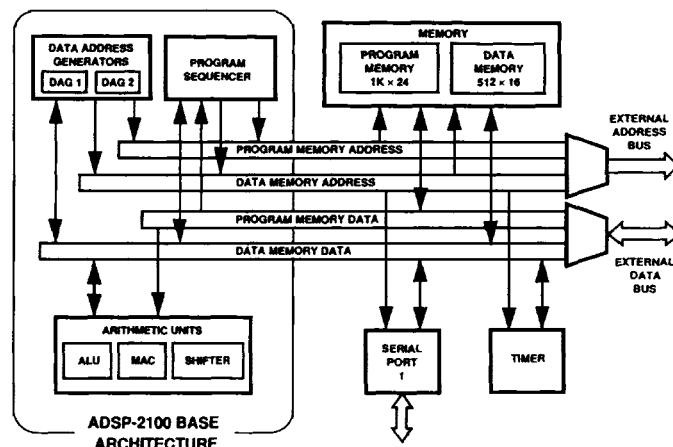 DATA ADDRESS
GENERATORS
DAG 1
DAG 2
PROGRAM
SEQUENCER
MEMORY
PROGRAM
MEMORY
1K × 24
DATA
MEMORY
512 × 16
EXTERNAL
ADDRESS
BUS
PROGRAM MEMORY ADDRESS
DATA MEMORY ADDRESS
PROGRAM MEMORY DATA
DATA MEMORY DATA
EXTERNAL
DATA
BUS
ARITHMETIC UNITS
ALU
MAC
SHIFTER
SERIAL
PORT
1
TIMER
ADSP-2100 BASE
ARCHITECTURE